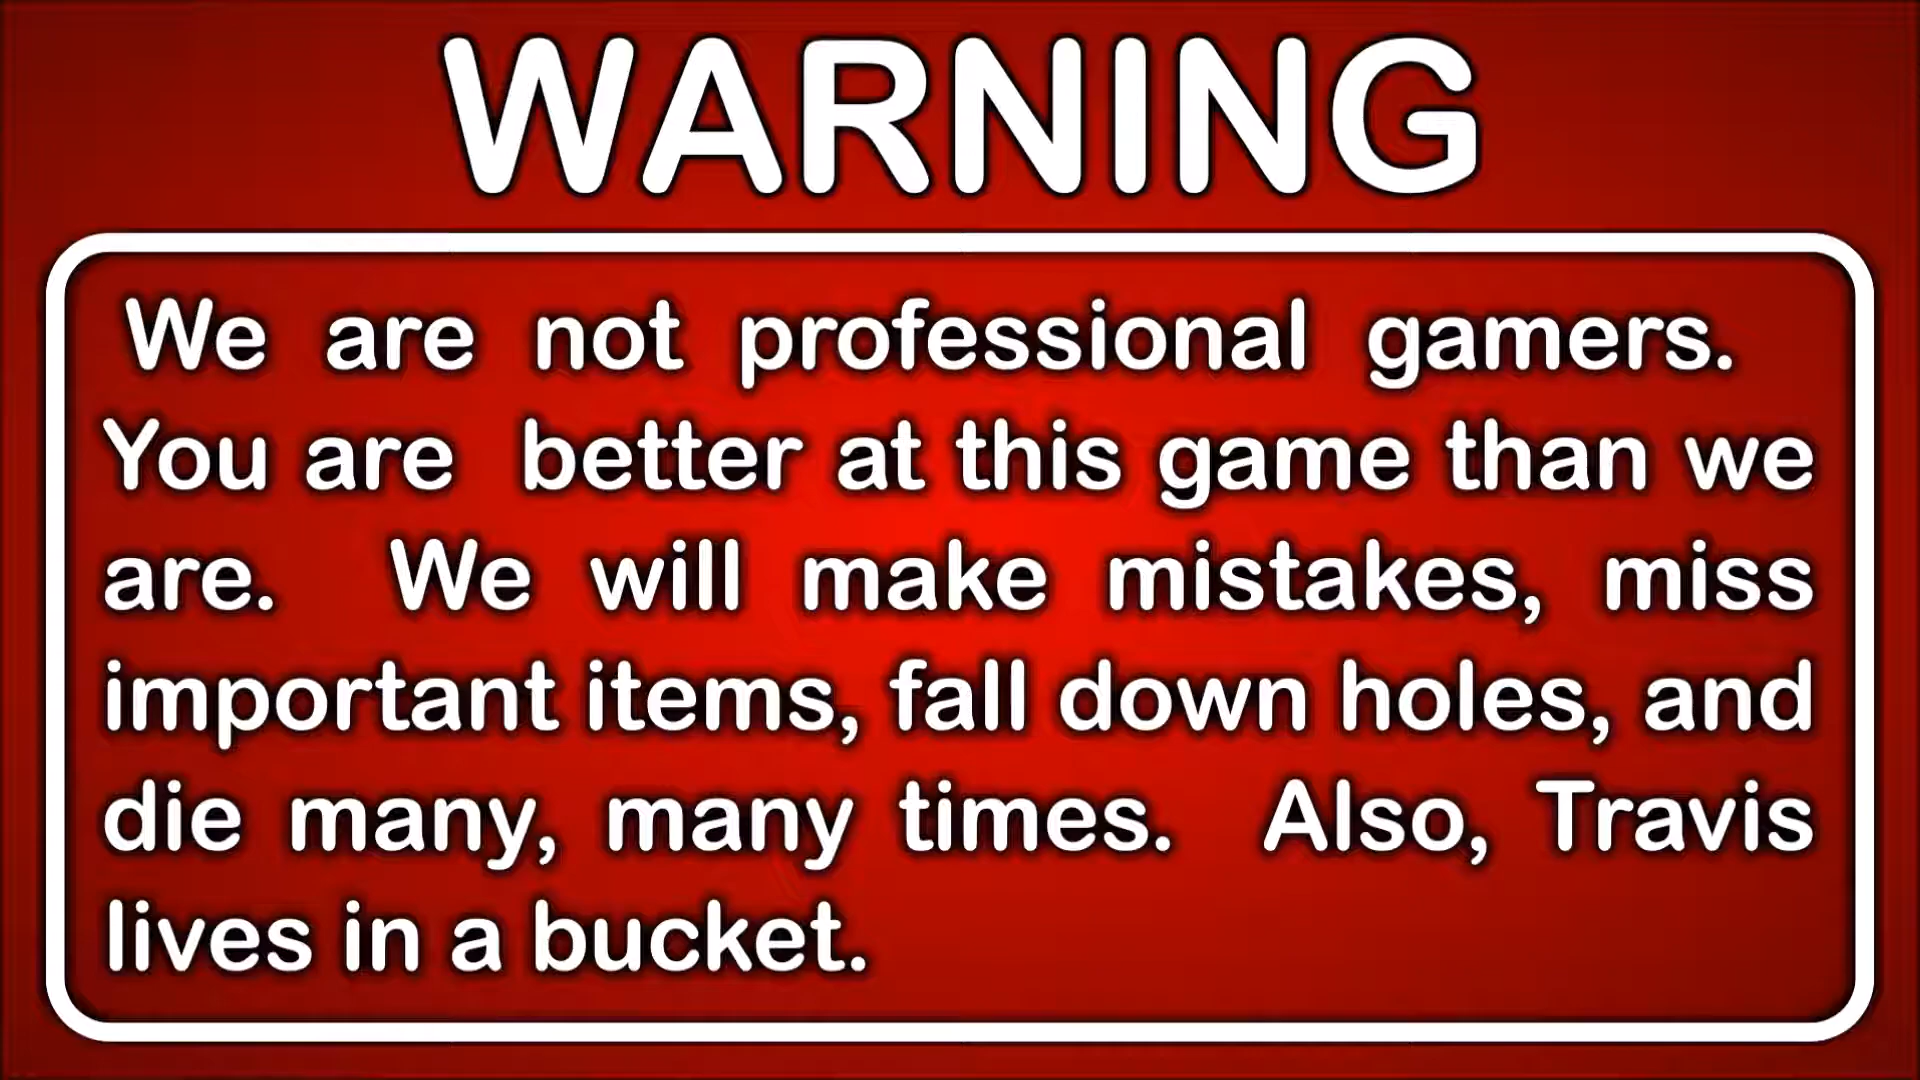 WARNING
We are not professional gamers.
You are better at this game than we
are. We will make mistakes, miss
important items, fall down holes, and
die many, many times. Also, Travis
lives in a bucket.